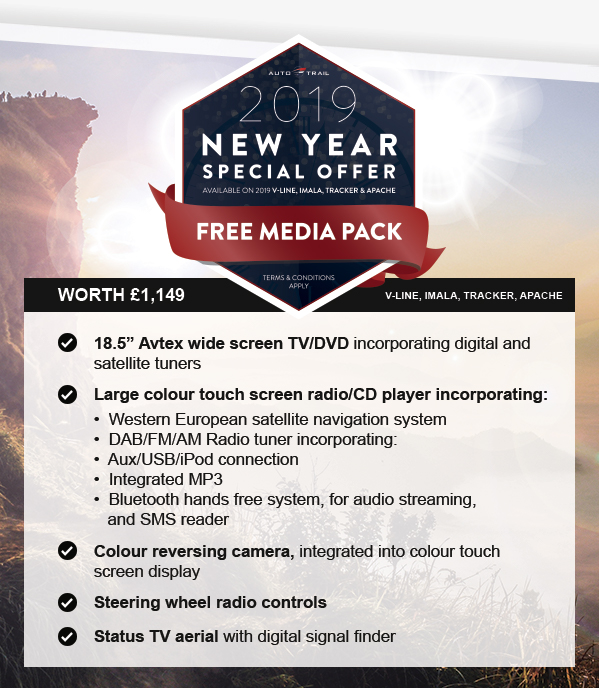 AUTO TRAIL
2019
NEW YEAR
SPECIAL OFFER
AVAILABLE ON 2019 V-LINE, IMALA, TRACKER & APACHE
FREE MEDIA PACK
TERMS & CONDITIONS
APPLY
WORTH £1,149
V-LINE, IMALA, TRACKER, APACHE
18.5” Avtex wide screen TV/DVD incorporating digital and
satellite tuners
Large colour touch screen radio/CD player incorporating:
• Western European satellite navigation system
• DAB/FM/AM Radio tuner incorporating:
• Aux/USB/iPod connection
• Integrated MP3
• Bluetooth hands free system, for audio streaming,
and SMS reader
Colour reversing camera, integrated into colour touch
screen display
Steering wheel radio controls
Status TV aerial with digital signal finder